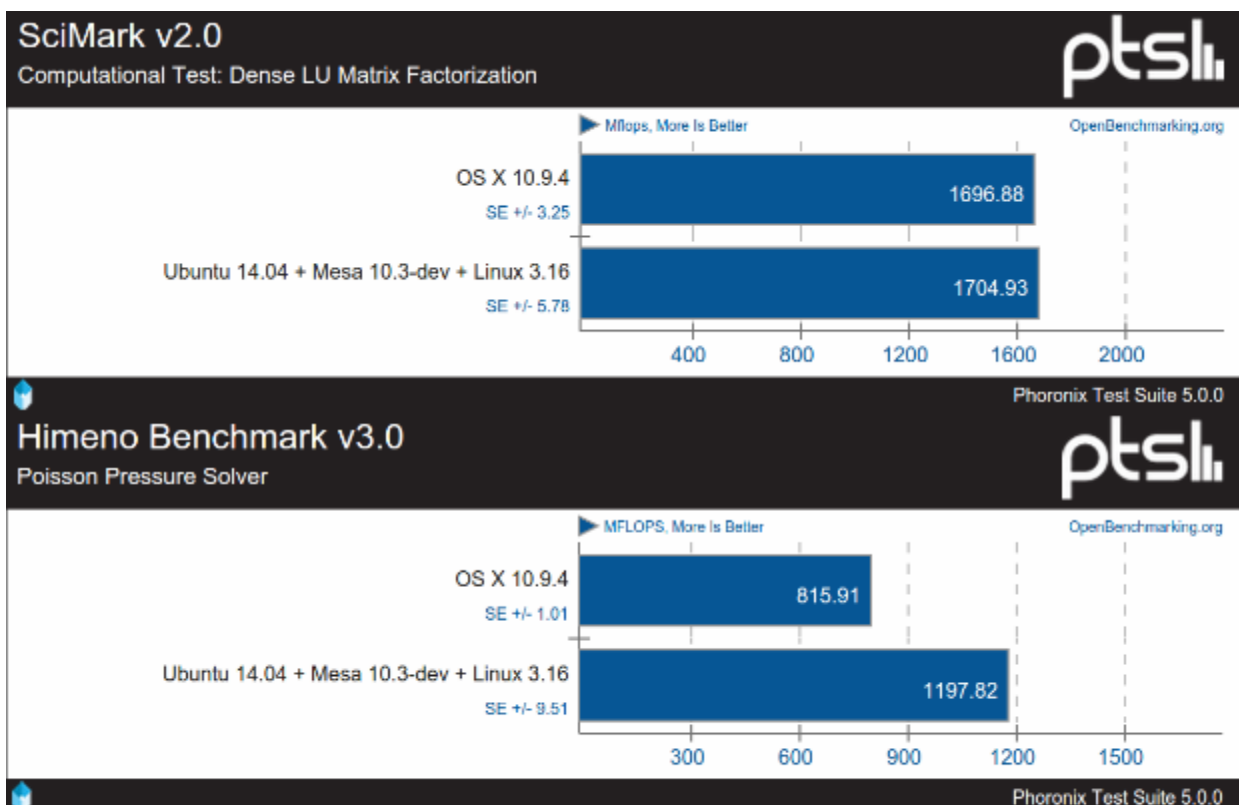 SciMark v2.0
Computational Test: Dense LU Matrix Factorization
ptsl
Mflops, More Is Better
OpenBenchmarking.org
OS X 10.9.4
SE +/- 3.25
1696.88
Ubuntu 14.04 + Mesa 10.3-dev + Linux 3.16
SE +/- 5.78
1704.93
400 800 1200 1600 2000
Phoronix Test Suite 5.0.0
Himeno Benchmark v3.0
Poisson Pressure Solver
ptsl
MFLOPS, More Is Better
OpenBenchmarking.org
OS X 10.9.4
SE +/- 1.01
815.91
Ubuntu 14.04 + Mesa 10.3-dev + Linux 3.16
SE +/- 9.51
1197.82
300 600 900 1200 1500
Phoronix Test Suite 5.0.0